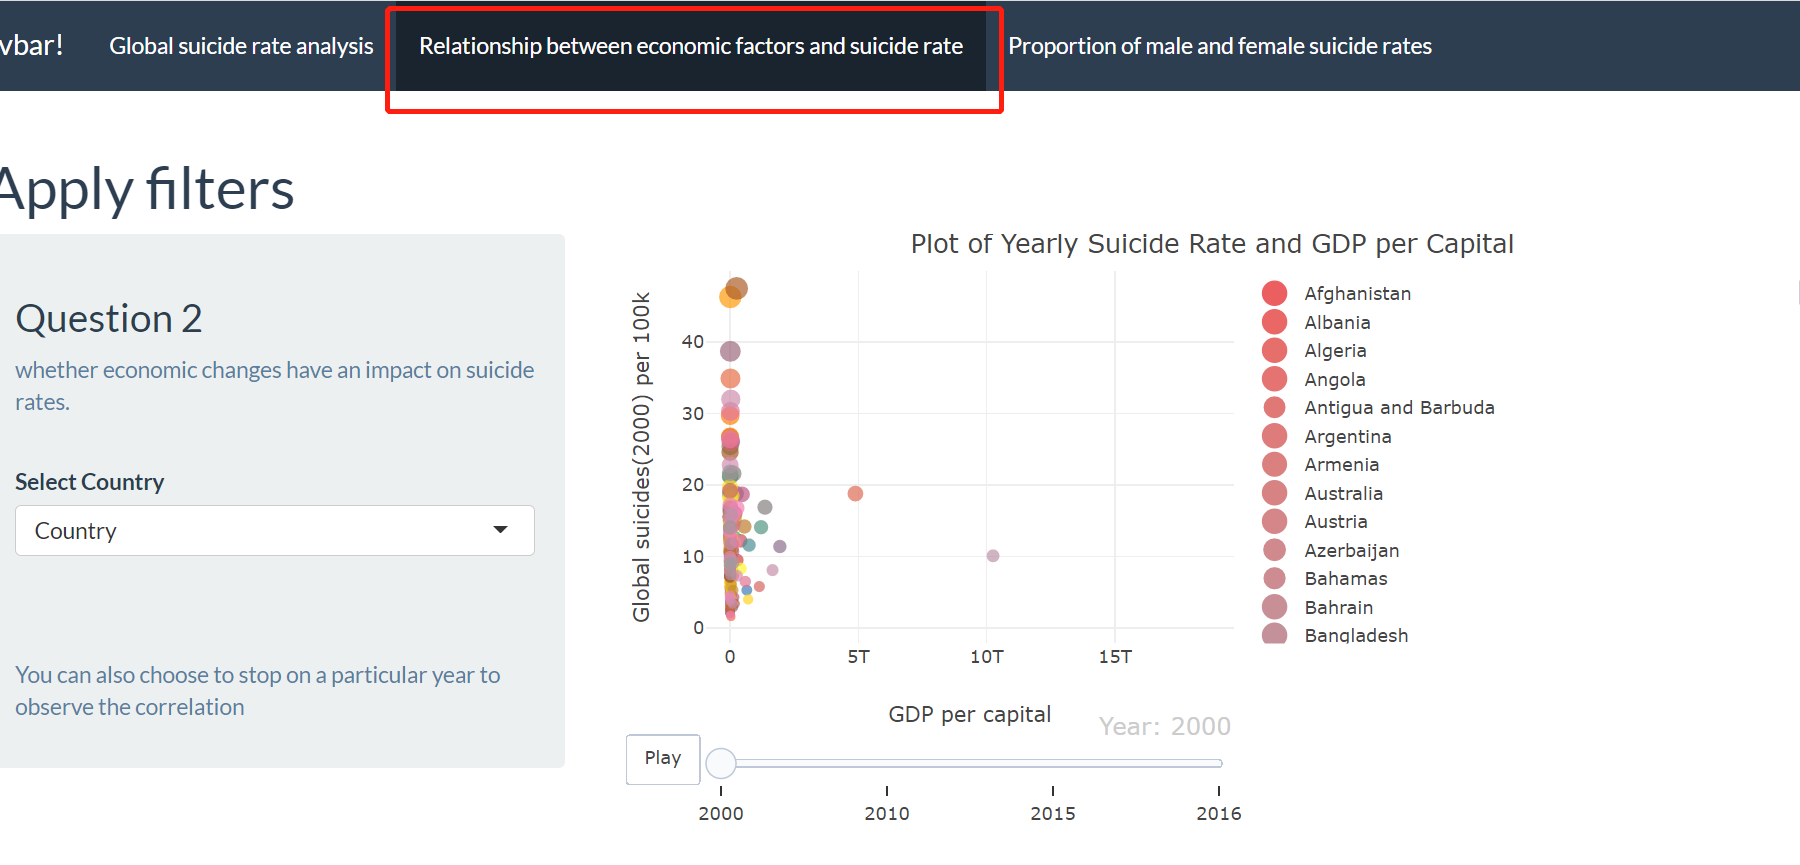 vbar!
Global suicide rate analysis
Relationship between economic factors and suicide rate
Proportion of male and female suicide rates
Apply filters
Question 2
whether economic changes have an impact on suicide
rates.
Select Country
Country
You can also choose to stop on a particular year to
observe the correlation
Plot of Yearly Suicide Rate and GDP per Capital
Global suicides(2000) per 100k
40
30
20
10
0
0
5T
10T
15T
GDP per capital
Year: 2000
Afghanistan
Albania
Algeria
Angola
Antigua and Barbuda
Argentina
Armenia
Australia
Austria
Azerbaijan
Bahamas
Bahrain
Bangladesh
Play
2000
2010
2015
2016